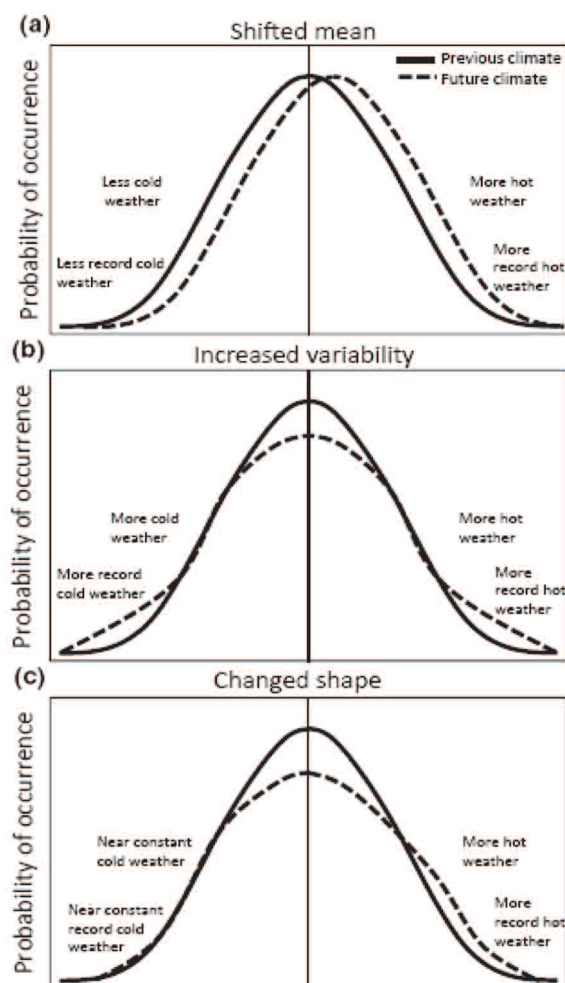 (a)
Shifted mean
Previous climate
Future climate
Probability of occurrence
Less cold
weather
More hot
weather
Less record cold
weather
More
record hot
weather
(b)
Increased variability
Probability of occurrence
More cold
weather
More hot
weather
More record
cold weather
More
record hot
weather
(c)
Changed shape
Probability of occurrence
Near constant
cold weather
More hot
weather
Near constant
record cold
weather
More
record hot
weather